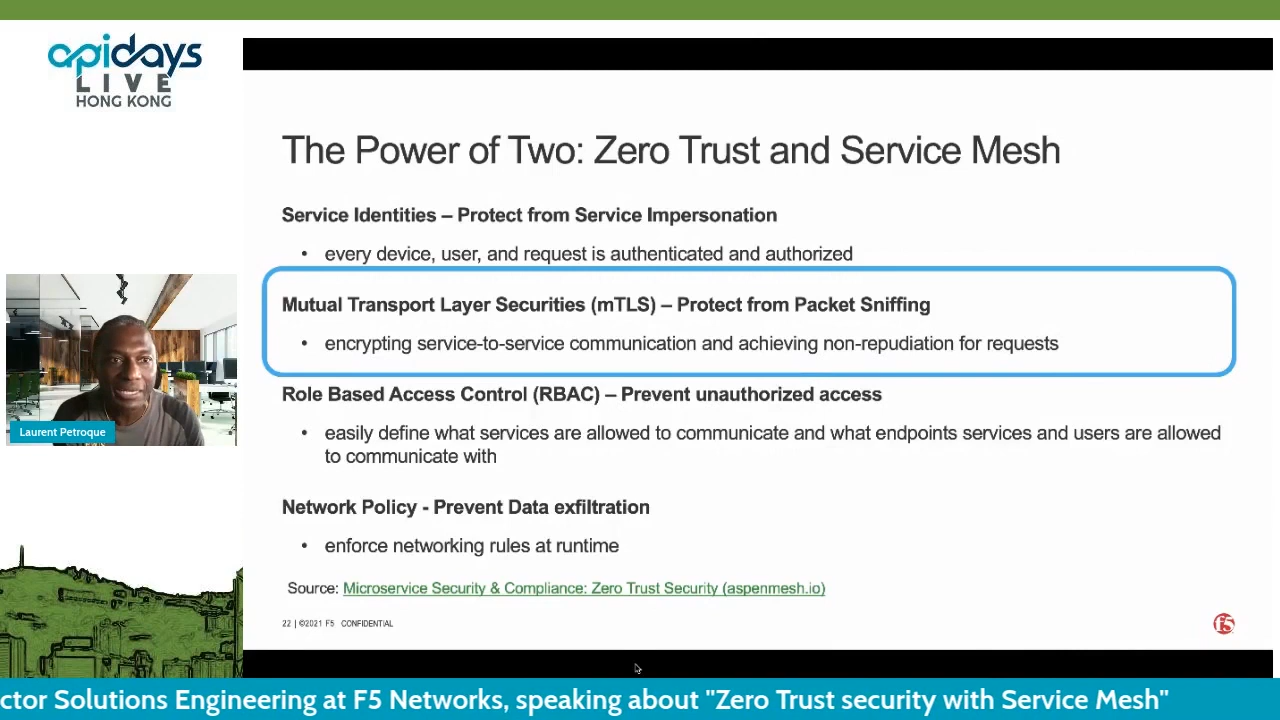 apidays
LIVE
HONG KONG
The Power of Two: Zero Trust and Service Mesh
Service Identities – Protect from Service Impersonation
• every device, user, and request is authenticated and authorized
Mutual Transport Layer Securities (mTLS) – Protect from Packet Sniffing
• encrypting service-to-service communication and achieving non-repudiation for requests
Role Based Access Control (RBAC) – Prevent unauthorized access
• easily define what services are allowed to communicate and what endpoints services and users are allowed
to communicate with
Network Policy - Prevent Data exfiltration
• enforce networking rules at runtime
Source: Microservice Security & Compliance: Zero Trust Security (aspenmesh.io)
22 | ©2021 F5 CONFIDENTIAL
f5
Laurent Petroque
ctor Solutions Engineering at F5 Networks, speaking about "Zero Trust security with Service Mesh"